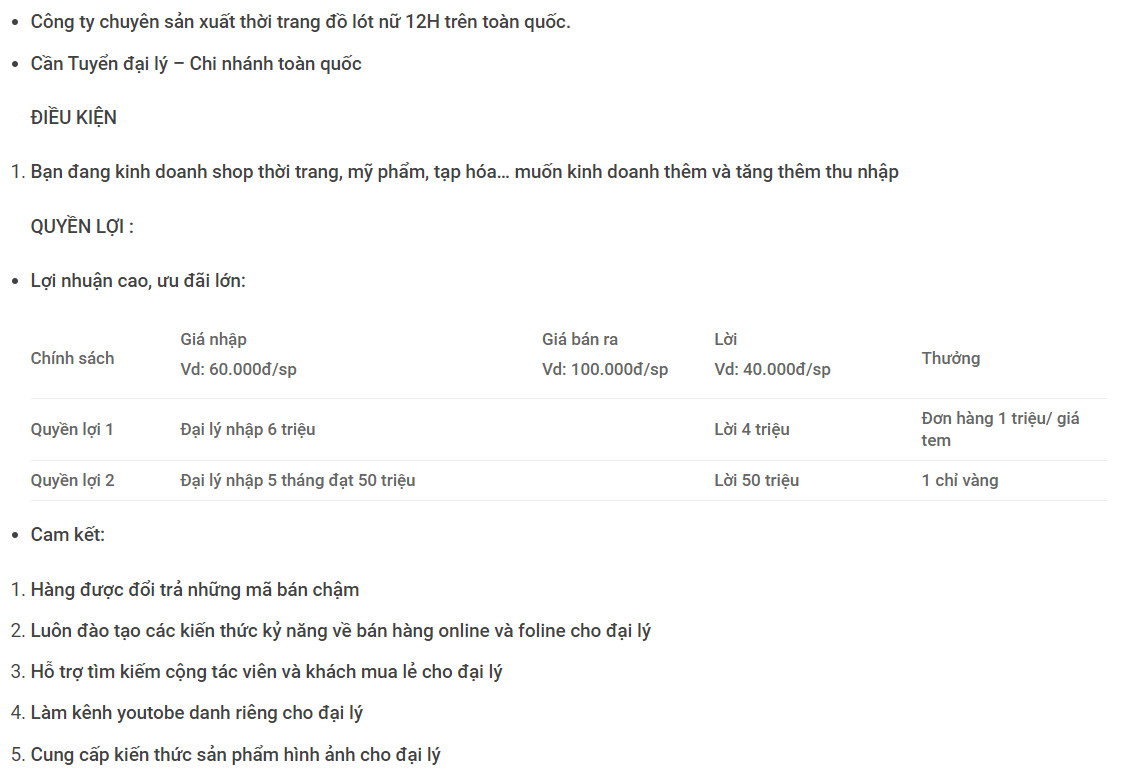 • Công ty chuyên sản xuất thời trang đồ lót nữ 12H trên toàn quốc.
• Cần Tuyển đại lý – Chi nhánh toàn quốc
ĐIỀU KIỆN
1. Bạn đang kinh doanh shop thời trang, mỹ phẩm, tạp hóa... muốn kinh doanh thêm và tăng thêm thu nhập
QUYỀN LỢI :
• Lợi nhuận cao, ưu đãi lớn:
Chính sách Giá nhập Vd: 60.000đ/sp Giá bán ra Vd: 100.000đ/sp Lời Vd: 40.000đ/sp Thưởng
Quyền lợi 1 Đại lý nhập 6 triệu Lời 4 triệu Đơn hàng 1 triệu/ giá tem
Quyền lợi 2 Đại lý nhập 5 tháng đạt 50 triệu Lời 50 triệu 1 chỉ vàng
• Cam kết:
1. Hàng được đổi trả những mã bán chậm
2. Luôn đào tạo các kiến thức kỷ năng về bán hàng online và foline cho đại lý
3. Hỗ trợ tìm kiếm cộng tác viên và khách mua lẻ cho đại lý
4. Làm kênh youtobe danh riêng cho đại lý
5. Cung cấp kiến thức sản phẩm hình ảnh cho đại lý